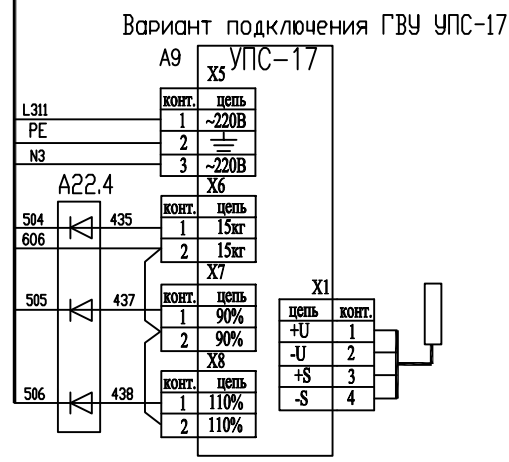 Вариант подключения ГВУ УПС-17
А9 УПС-17
X5
конт. цепь
L311 1 ~220В
PE 2
N3 3 ~220В
А22.4
X6
конт. цепь
504 435 1 15кг
606 2 15кг
X7
конт. цепь
505 437 1 90%
2 90%
X8
конт. цепь
506 438 1 110%
2 110%
X1
цепь конт.
+U 1
-U 2
+S 3
-S 4